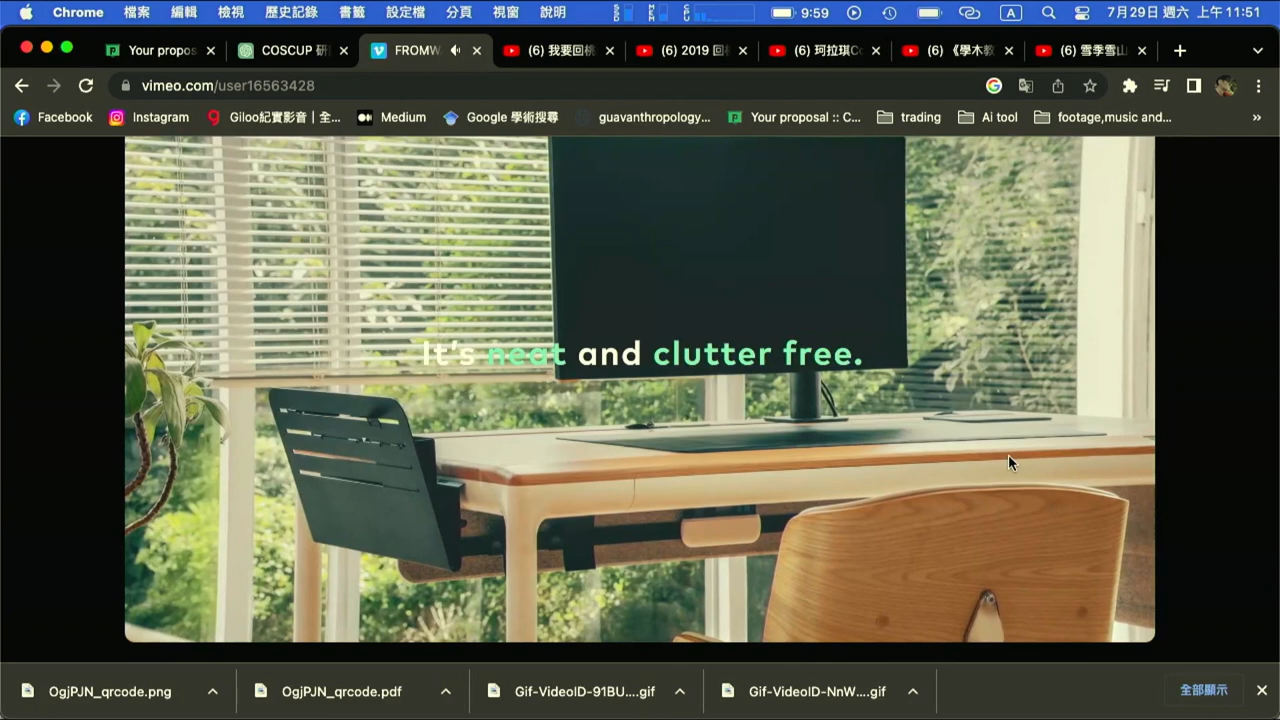 Chrome 檔案 編輯 檢視 歷史記錄 書籤 設定檔 分頁 視窗 說明 9:59 A 7月29日 週六 上午 11:51
Your propos COSCUP 研 FROMW (6) 我要回桃 (6) 2019 回 (6) 珂拉琪Co (6) 《學木教 (6) 雪季雪山
vimeo.com/user16563428
Facebook Instagram Giloo紀實影音｜全... Medium Google 學術搜尋 guavanthropology... Your proposal :: C... trading Ai tool footage,music and... »
It's neat and clutter free.
OgjPJN_qrcode.png OgjPJN_qrcode.pdf Gif-VideoID-91BU....gif Gif-VideoID-NnW....gif 全部顯示